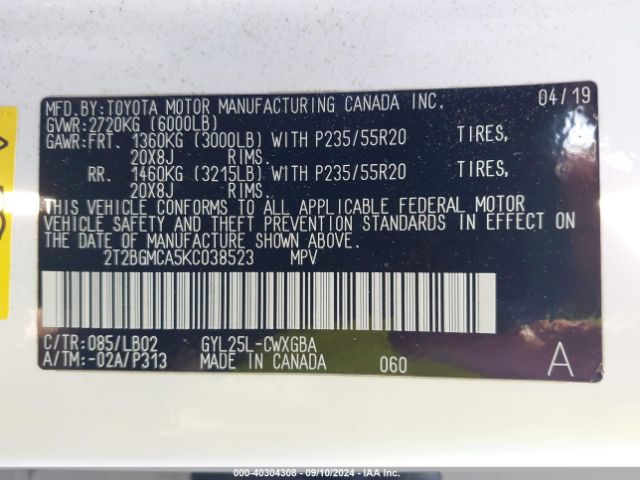 MFD.BY:TOYOTA MOTOR MANUFACTURING CANADA INC. 04/19
GVWR:2720KG (6000LB)
GAWR:FRT. 1360KG (3000LB) WITH P235/55R20 TIRES,
20X8J RIMS.
RR. 1460KG (3215LB) WITH P235/55R20 TIRES,
20X8J RIMS.
THIS VEHICLE CONFORMS TO ALL APPLICABLE FEDERAL MOTOR
VEHICLE SAFETY AND THEFT PREVENTION STANDARDS IN EFFECT ON
THE DATE OF MANUFACTURE SHOWN ABOVE.
2T2BGMCA5KC038523 MPV
C/TR:085/LB02 GYL25L-CWXGBA
A/TM:-02A/P313 MADE IN CANADA 060 A
000-40304308 - 09/10/2024 - IAAI.COM